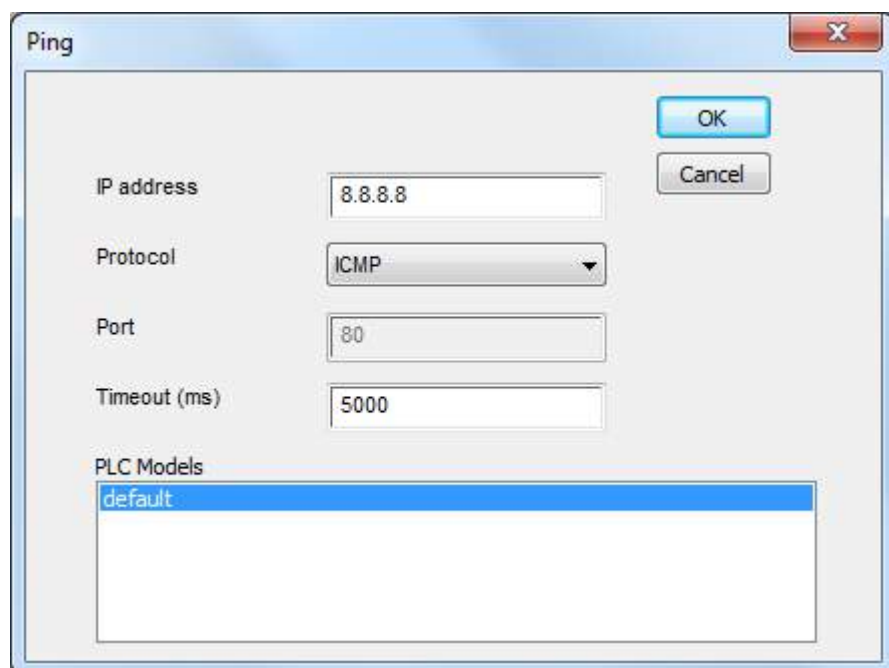 Ping
OK
IP address 8.8.8.8
Cancel
Protocol ICMP
Port 80
Timeout (ms) 5000
PLC Models
default